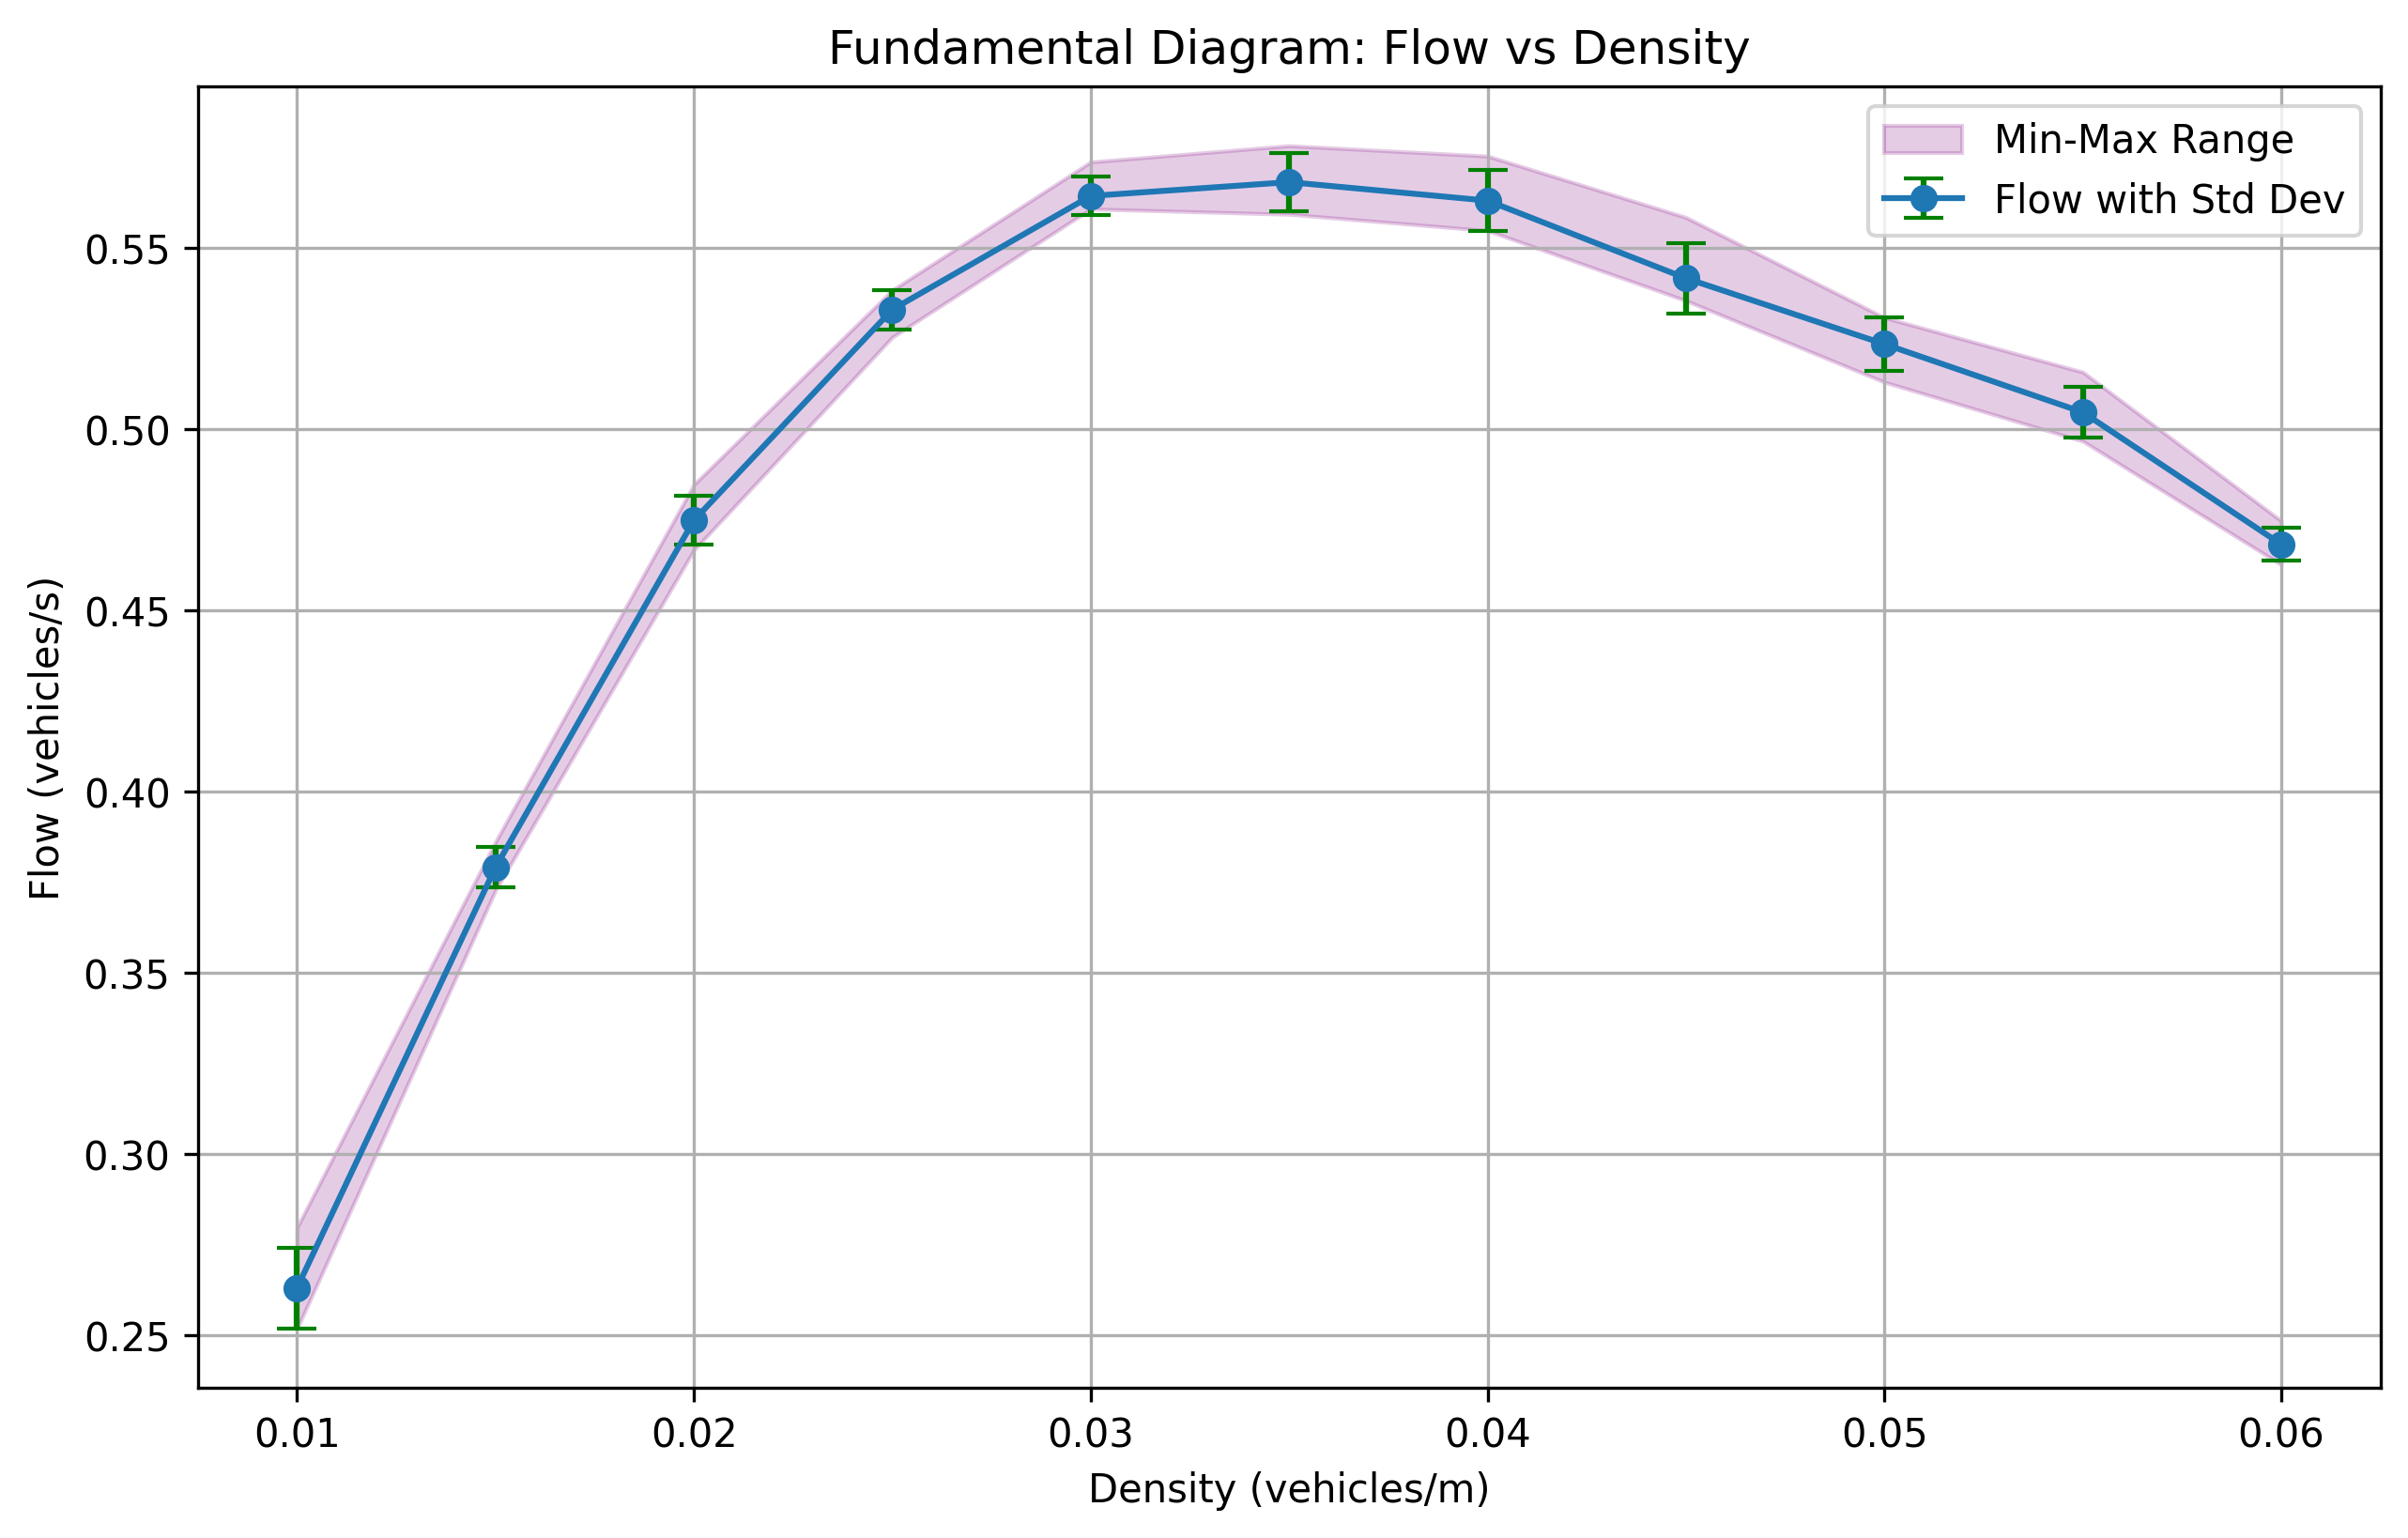 Fundamental Diagram: Flow vs Density
Min-Max Range
Flow with Std Dev
Flow (vehicles/s)
0.55
0.50
0.45
0.40
0.35
0.30
0.25
0.01 0.02 0.03 0.04 0.05 0.06
Density (vehicles/m)